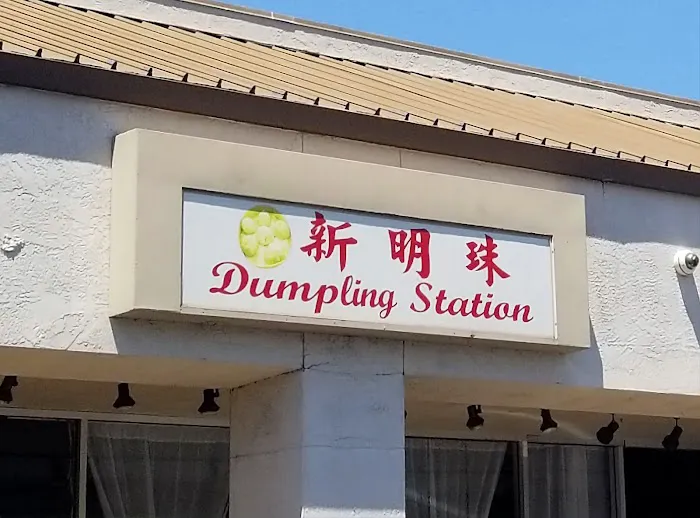 新明珠
Dumpling Station